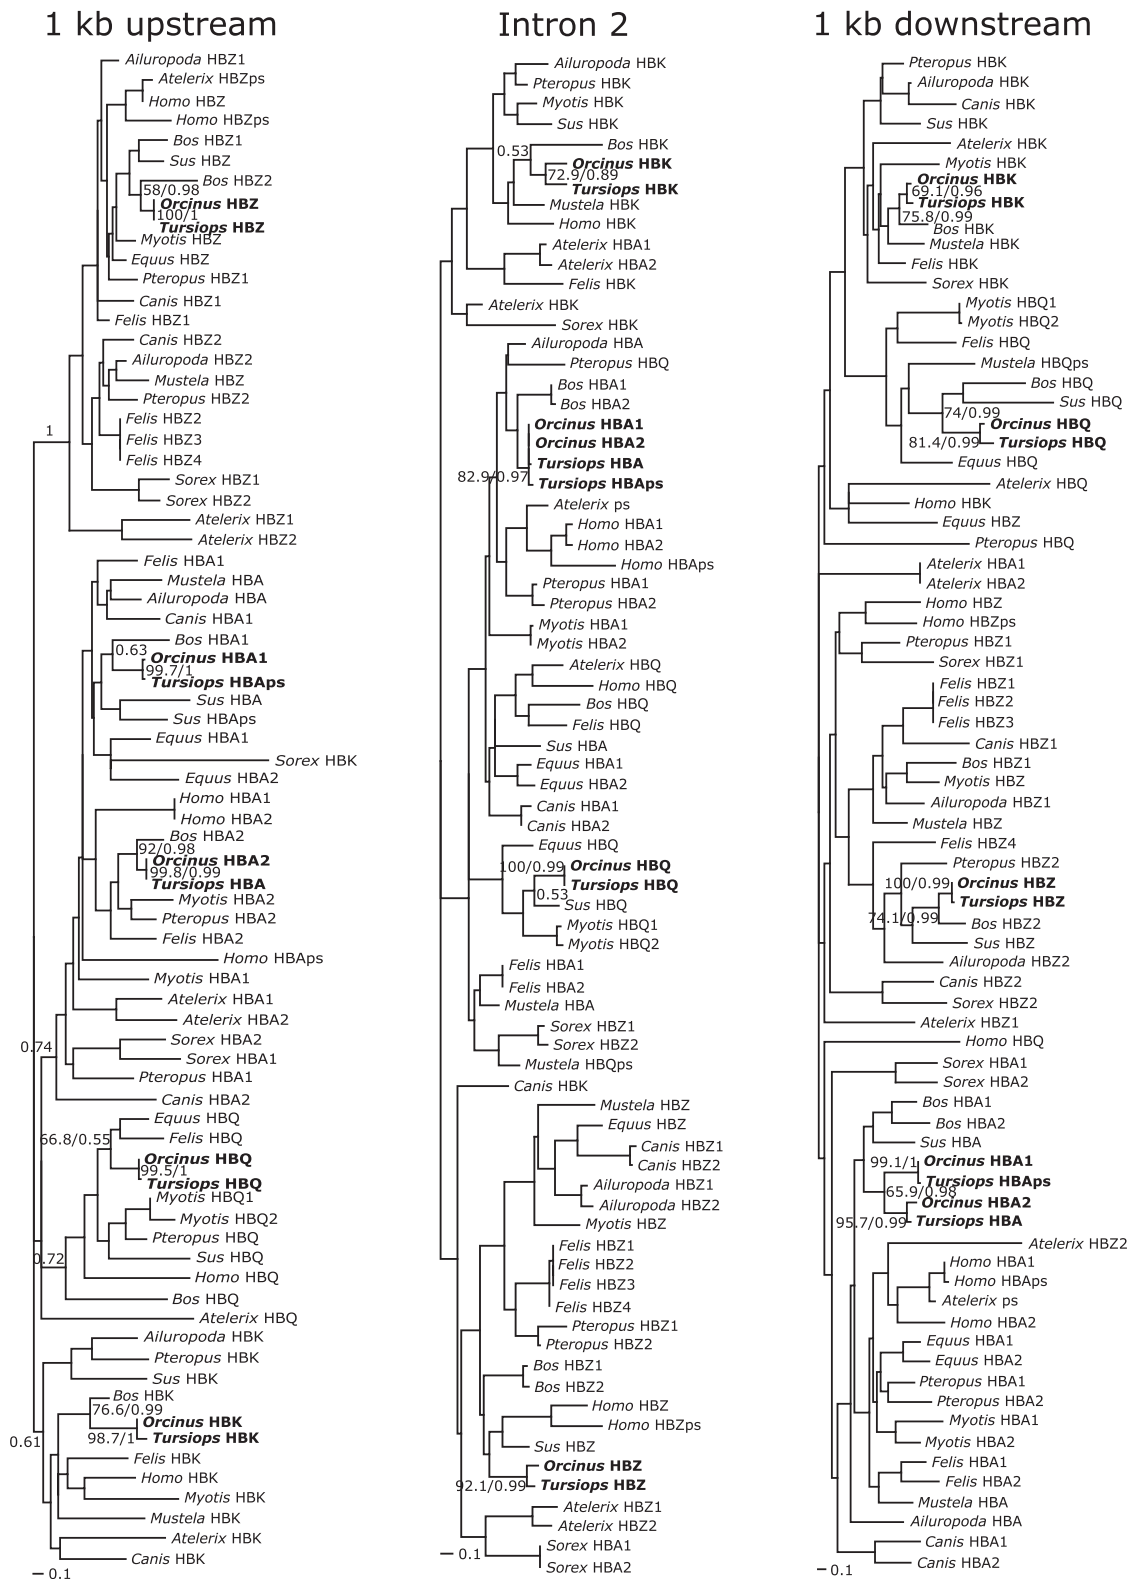 1 kb upstream
Ailuropoda HBZ1
Atelerix HBZps
Homo HBZ
Homo HBZps
Bos HBZ1
Sus HBZ
Bos HBZ2
58/0.98
Orcinus HBZ
100/1
Tursiops HBZ
Myotis HBZ
Equus HBZ
Pteropus HBZ1
Canis HBZ1
Felis HBZ1
Canis HBZ2
Ailuropoda HBZ2
Mustela HBZ
Pteropus HBZ2
Felis HBZ2
1
Felis HBZ3
Felis HBZ4
Sorex HBZ1
Sorex HBZ2
Atelerix HBZ1
Atelerix HBZ2
Felis HBA1
Mustela HBA
Ailuropoda HBA
Canis HBA1
Bos HBA1
0.63
Orcinus HBA1
99.7/1
Tursiops HBAps
Sus HBA
Sus HBAps
Equus HBA1
Sorex HBK
Equus HBA2
Homo HBA1
Homo HBA2
Bos HBA2
92/0.98
Orcinus HBA2
99.8/0.99
Tursiops HBA
Myotis HBA2
Pteropus HBA2
Felis HBA2
Homo HBAps
Myotis HBA1
Atelerix HBA1
Atelerix HBA2
Sorex HBA2
0.74
Sorex HBA1
Pteropus HBA1
Canis HBA2
Equus HBQ
66.8/0.55
Felis HBQ
Orcinus HBQ
99.5/1
Tursiops HBQ
Myotis HBQ1
Myotis HBQ2
Pteropus HBQ
Sus HBQ
0.72
Homo HBQ
Bos HBQ
Atelerix HBQ
Ailuropoda HBK
Pteropus HBK
Sus HBK
Bos HBK
76.6/0.99
Orcinus HBK
98.7/1
Tursiops HBK
0.61
Felis HBK
Homo HBK
Myotis HBK
Mustela HBK
Atelerix HBK
Canis HBK
0.1
Intron 2
Ailuropoda HBK
Pteropus HBK
Myotis HBK
Sus HBK
Bos HBK
0.53
Orcinus HBK
72.9/0.89
Tursiops HBK
Mustela HBK
Homo HBK
Atelerix HBA1
Atelerix HBA2
Felis HBK
Atelerix HBK
Sorex HBK
Ailuropoda HBA
Pteropus HBQ
Bos HBA1
Bos HBA2
Orcinus HBA1
Orcinus HBA2
Tursiops HBA
82.9/0.97
Tursiops HBAps
Atelerix ps
Homo HBA1
Homo HBA2
Homo HBAps
Pteropus HBA1
Pteropus HBA2
Myotis HBA1
Myotis HBA2
Atelerix HBQ
Homo HBQ
Bos HBQ
Felis HBQ
Sus HBA
Equus HBA1
Equus HBA2
Canis HBA1
Canis HBA2
Equus HBQ
100/0.99
Orcinus HBQ
Tursiops HBQ
0.53
Sus HBQ
Myotis HBQ1
Myotis HBQ2
Felis HBA1
Felis HBA2
Mustela HBA
Sorex HBZ1
Sorex HBZ2
Mustela HBQps
Canis HBK
Mustela HBZ
Equus HBZ
Canis HBZ1
Canis HBZ2
Ailuropoda HBZ1
Ailuropoda HBZ2
Myotis HBZ
Felis HBZ1
Felis HBZ2
Felis HBZ3
Felis HBZ4
Pteropus HBZ1
Pteropus HBZ2
Bos HBZ1
Bos HBZ2
Homo HBZ
Homo HBZps
Sus HBZ
Orcinus HBZ
92.1/0.99
Tursiops HBZ
Atelerix HBZ1
Atelerix HBZ2
Sorex HBA1
0.1
Sorex HBA2
1 kb downstream
Pteropus HBK
Ailuropoda HBK
Canis HBK
Sus HBK
Atelerix HBK
Myotis HBK
Orcinus HBK
69.1/0.96
Tursiops HBK
75.8/0.99
Bos HBK
Mustela HBK
Felis HBK
Sorex HBK
Myotis HBQ1
Myotis HBQ2
Felis HBQ
Mustela HBQps
Bos HBQ
Sus HBQ
74/0.99
Orcinus HBQ
81.4/0.99
Tursiops HBQ
Equus HBQ
Atelerix HBQ
Homo HBK
Equus HBZ
Pteropus HBQ
Atelerix HBA1
Atelerix HBA2
Homo HBZ
Homo HBZps
Pteropus HBZ1
Sorex HBZ1
Felis HBZ1
Felis HBZ2
Felis HBZ3
Canis HBZ1
Bos HBZ1
Myotis HBZ
Ailuropoda HBZ1
Mustela HBZ
Felis HBZ4
Pteropus HBZ2
100/0.99
Orcinus HBZ
Tursiops HBZ
74.1/0.99
Bos HBZ2
Sus HBZ
Ailuropoda HBZ2
Canis HBZ2
Sorex HBZ2
Atelerix HBZ1
Homo HBQ
Sorex HBA1
Sorex HBA2
Bos HBA1
Bos HBA2
Sus HBA
99.1/1
Orcinus HBA1
Tursiops HBAps
65.9/0.98
Orcinus HBA2
95.7/0.99
Tursiops HBA
Atelerix HBZ2
Homo HBA1
Homo HBAps
Atelerix ps
Homo HBA2
Equus HBA1
Equus HBA2
Pteropus HBA1
Pteropus HBA2
Myotis HBA1
Myotis HBA2
Felis HBA1
Felis HBA2
Mustela HBA
Ailuropoda HBA
Canis HBA1
Canis HBA2
0.1